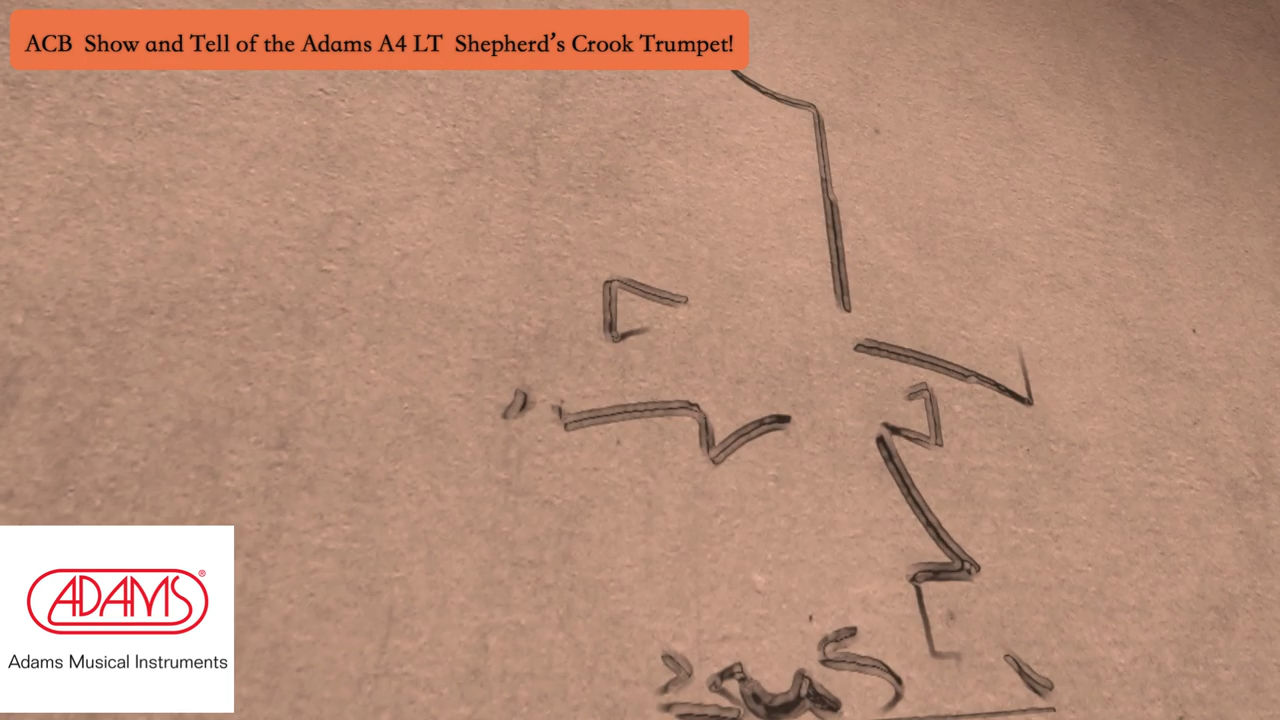 ACB Show and Tell of the Adams A4 LT Shepherd's Crook Trumpet!
ADAMS®
Adams Musical Instruments